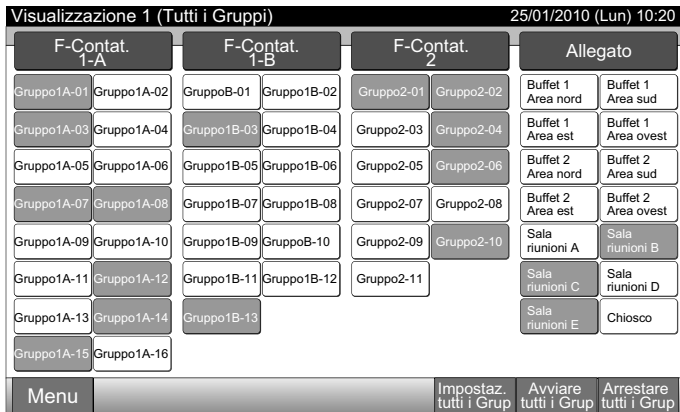 Visualizzazione 1 (Tutti i Gruppi) 25/01/2010 (Lun) 10:20
F-Contat. 1-A
F-Contat. 1-B
F-Contat. 2
Allegato
Gruppo1A-01 Gruppo1A-02 GruppoB-01 Gruppo1B-02 Gruppo2-01 Gruppo2-02
Buffet 1 Area nord
Buffet 1 Area sud
Gruppo1A-03 Gruppo1A-04 Gruppo1B-03 Gruppo1B-04 Gruppo2-03 Gruppo2-04
Buffet 1 Area est
Buffet 1 Area ovest
Gruppo1A-05 Gruppo1A-06 Gruppo1B-05 Gruppo1B-06 Gruppo2-05 Gruppo2-06
Buffet 2 Area nord
Buffet 2 Area sud
Gruppo1A-07 Gruppo1A-08 Gruppo1B-07 Gruppo1B-08 Gruppo2-07 Gruppo2-08
Buffet 2 Area est
Buffet 2 Area ovest
Gruppo1A-09 Gruppo1A-10 Gruppo1B-09 GruppoB-10 Gruppo2-09 Gruppo2-10
Sala riunioni A
Sala riunioni B
Gruppo1A-11 Gruppo1A-12 Gruppo1B-11 Gruppo1B-12 Gruppo2-11
Sala riunioni C
Sala riunioni D
Gruppo1A-13 Gruppo1A-14 Gruppo1B-13
Sala riunioni E
Chiosco
Gruppo1A-15 Gruppo1A-16
Menu
Impostaz. tutti i Grup
Avviare tutti i Grup
Arrestare tutti i Grup